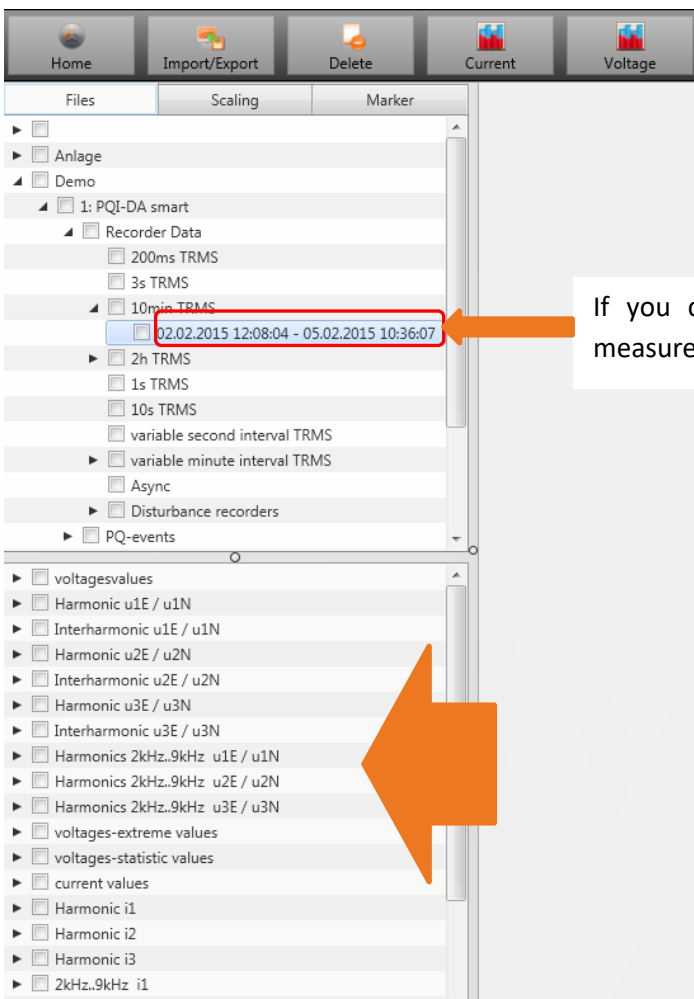 Home Import/Export Delete Current Voltage
Files Scaling Marker
Anlage
Demo
1: PQI-DA smart
Recorder Data
200ms TRMS
3s TRMS
10min TRMS
02.02.2015 12:08:04 - 05.02.2015 10:36:07
2h TRMS
1s TRMS
10s TRMS
variable second interval TRMS
variable minute interval TRMS
Async
Disturbance recorders
PQ-events
If you
measure
voltagesvalues
Harmonic u1E / u1N
Interharmonic u1E / u1N
Harmonic u2E / u2N
Interharmonic u2E / u2N
Harmonic u3E / u3N
Interharmonic u3E / u3N
Harmonics 2kHz..9kHz u1E / u1N
Harmonics 2kHz..9kHz u2E / u2N
Harmonics 2kHz..9kHz u3E / u3N
voltages-extreme values
voltages-statistic values
current values
Harmonic i1
Harmonic i2
Harmonic i3
2kHz..9kHz i1